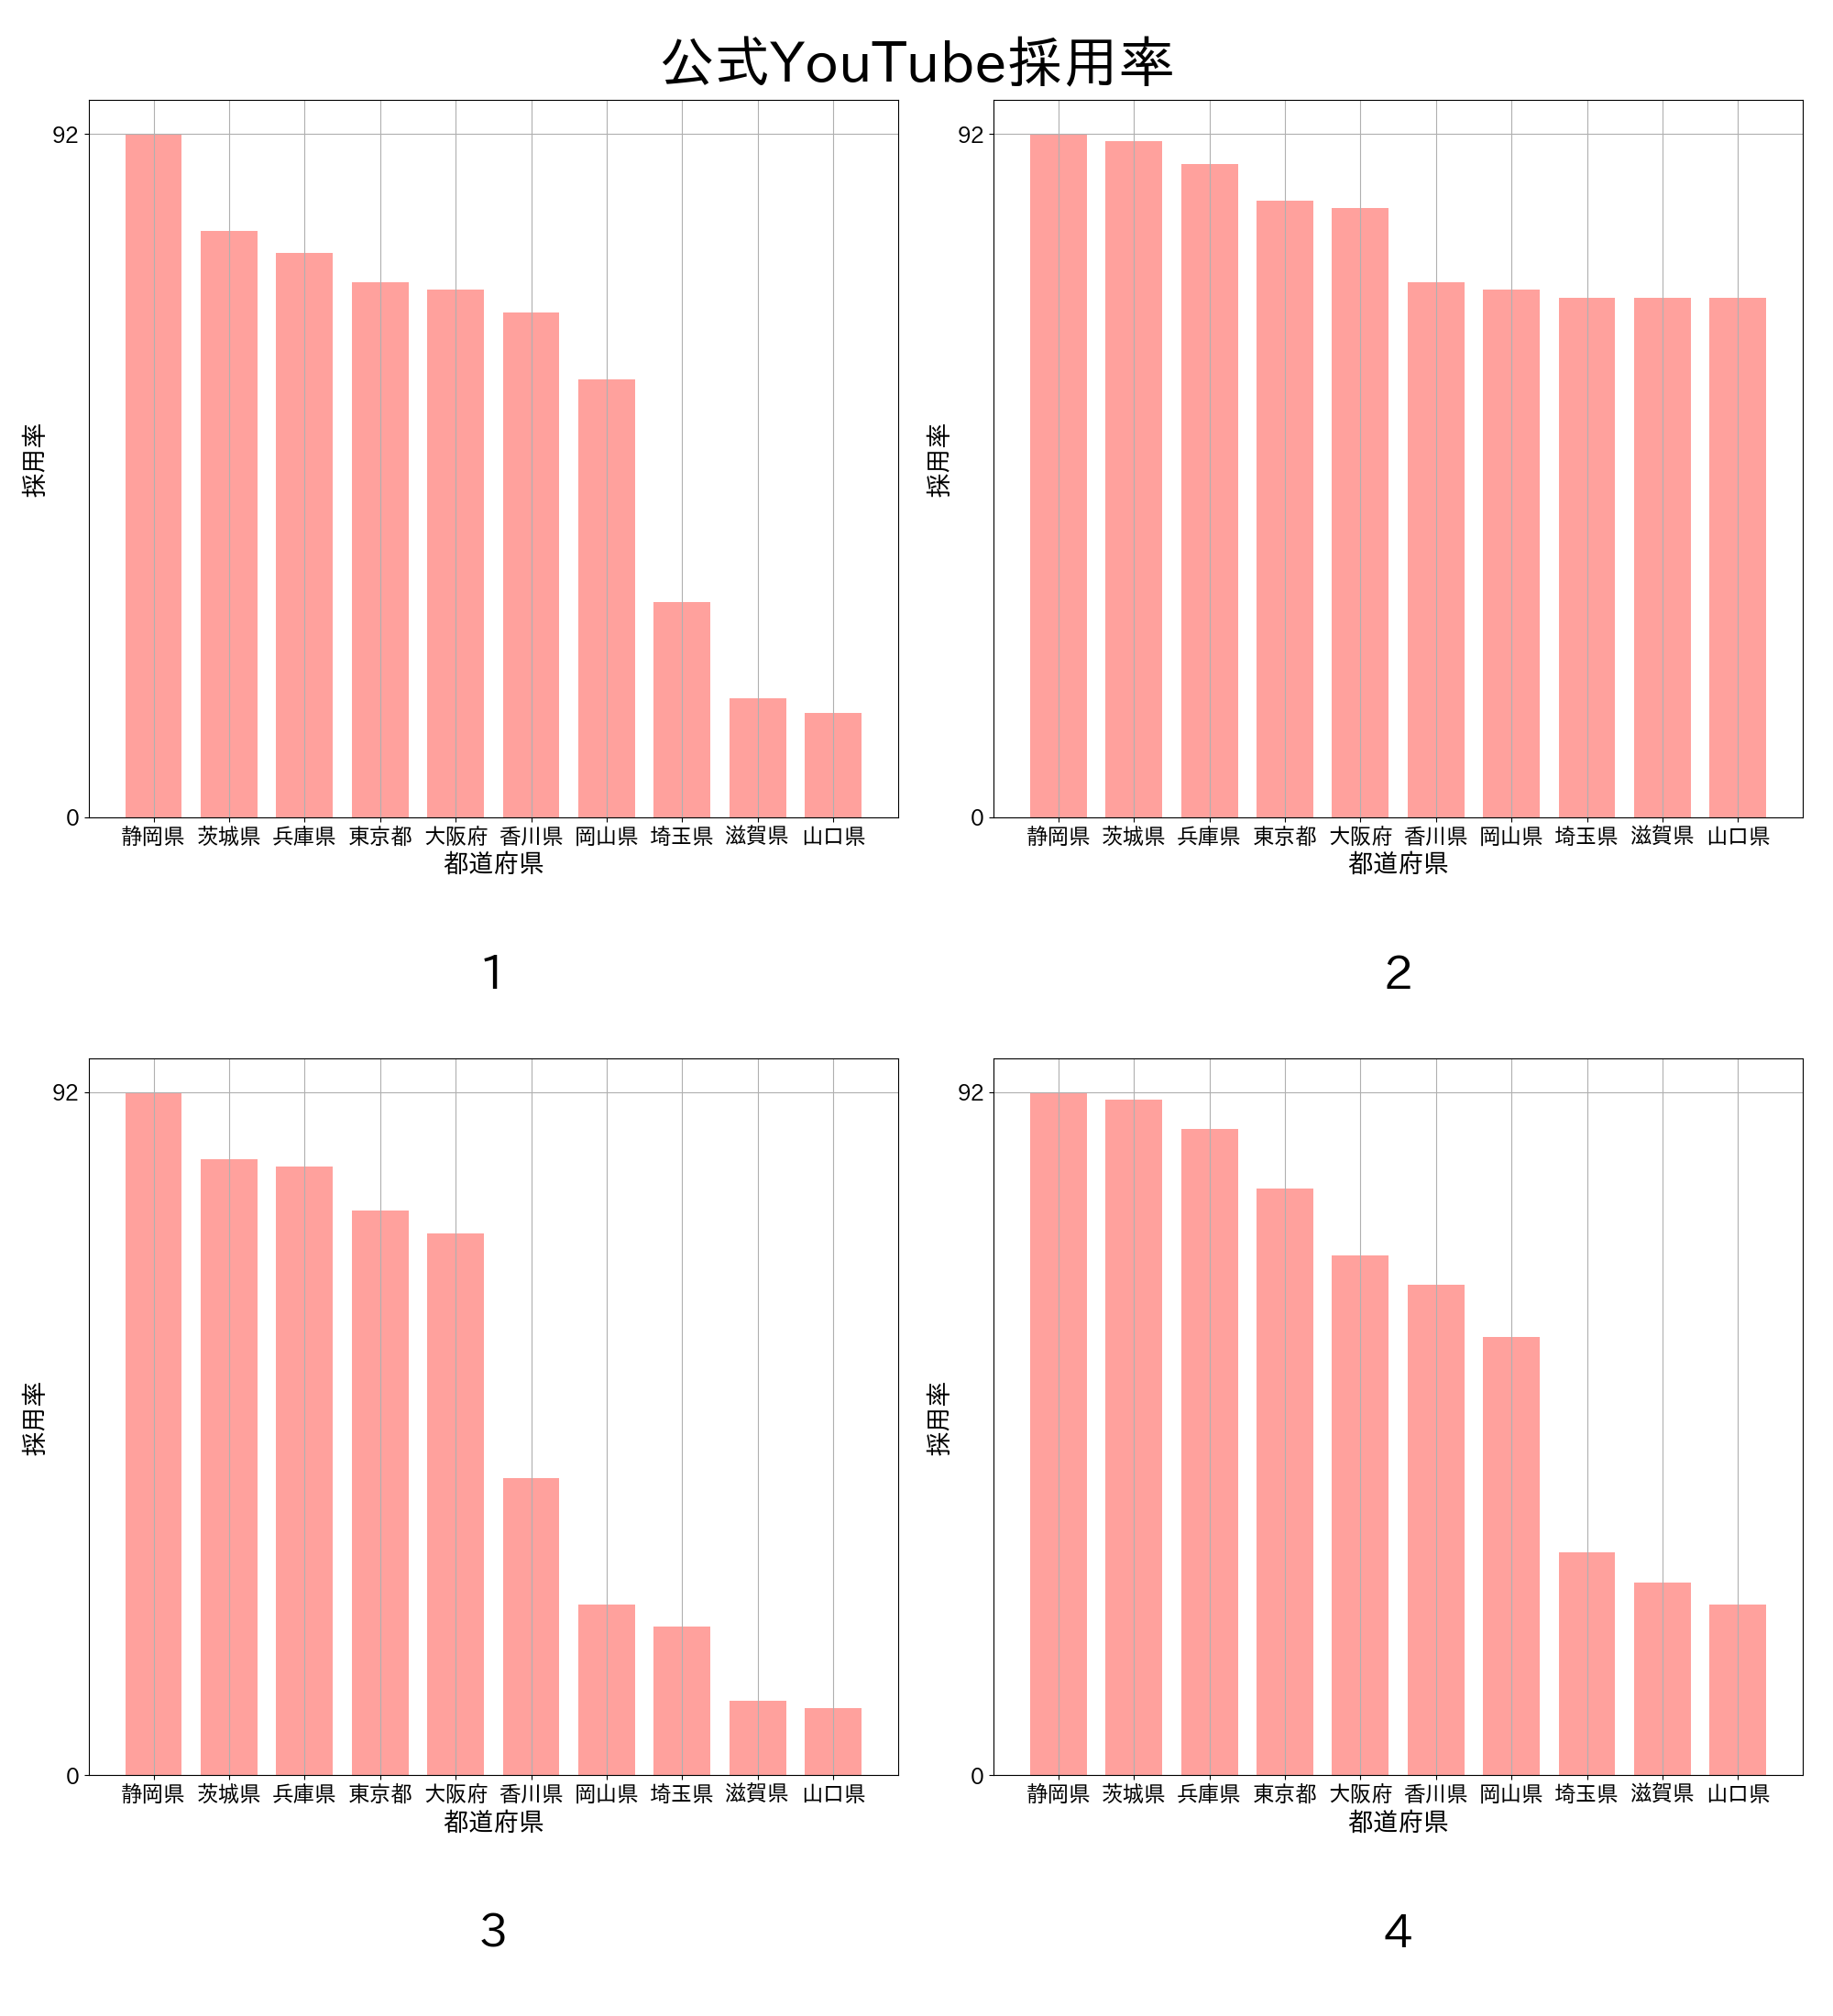 公式YouTube採用率
92
0
採用率
静岡県 茨城県 兵庫県 東京都 大阪府 香川県 岡山県 埼玉県 滋賀県 山口県
都道府県
1
92
0
採用率
静岡県 茨城県 兵庫県 東京都 大阪府 香川県 岡山県 埼玉県 滋賀県 山口県
都道府県
2
92
0
採用率
静岡県 茨城県 兵庫県 東京都 大阪府 香川県 岡山県 埼玉県 滋賀県 山口県
都道府県
3
92
0
採用率
静岡県 茨城県 兵庫県 東京都 大阪府 香川県 岡山県 埼玉県 滋賀県 山口県
都道府県
4